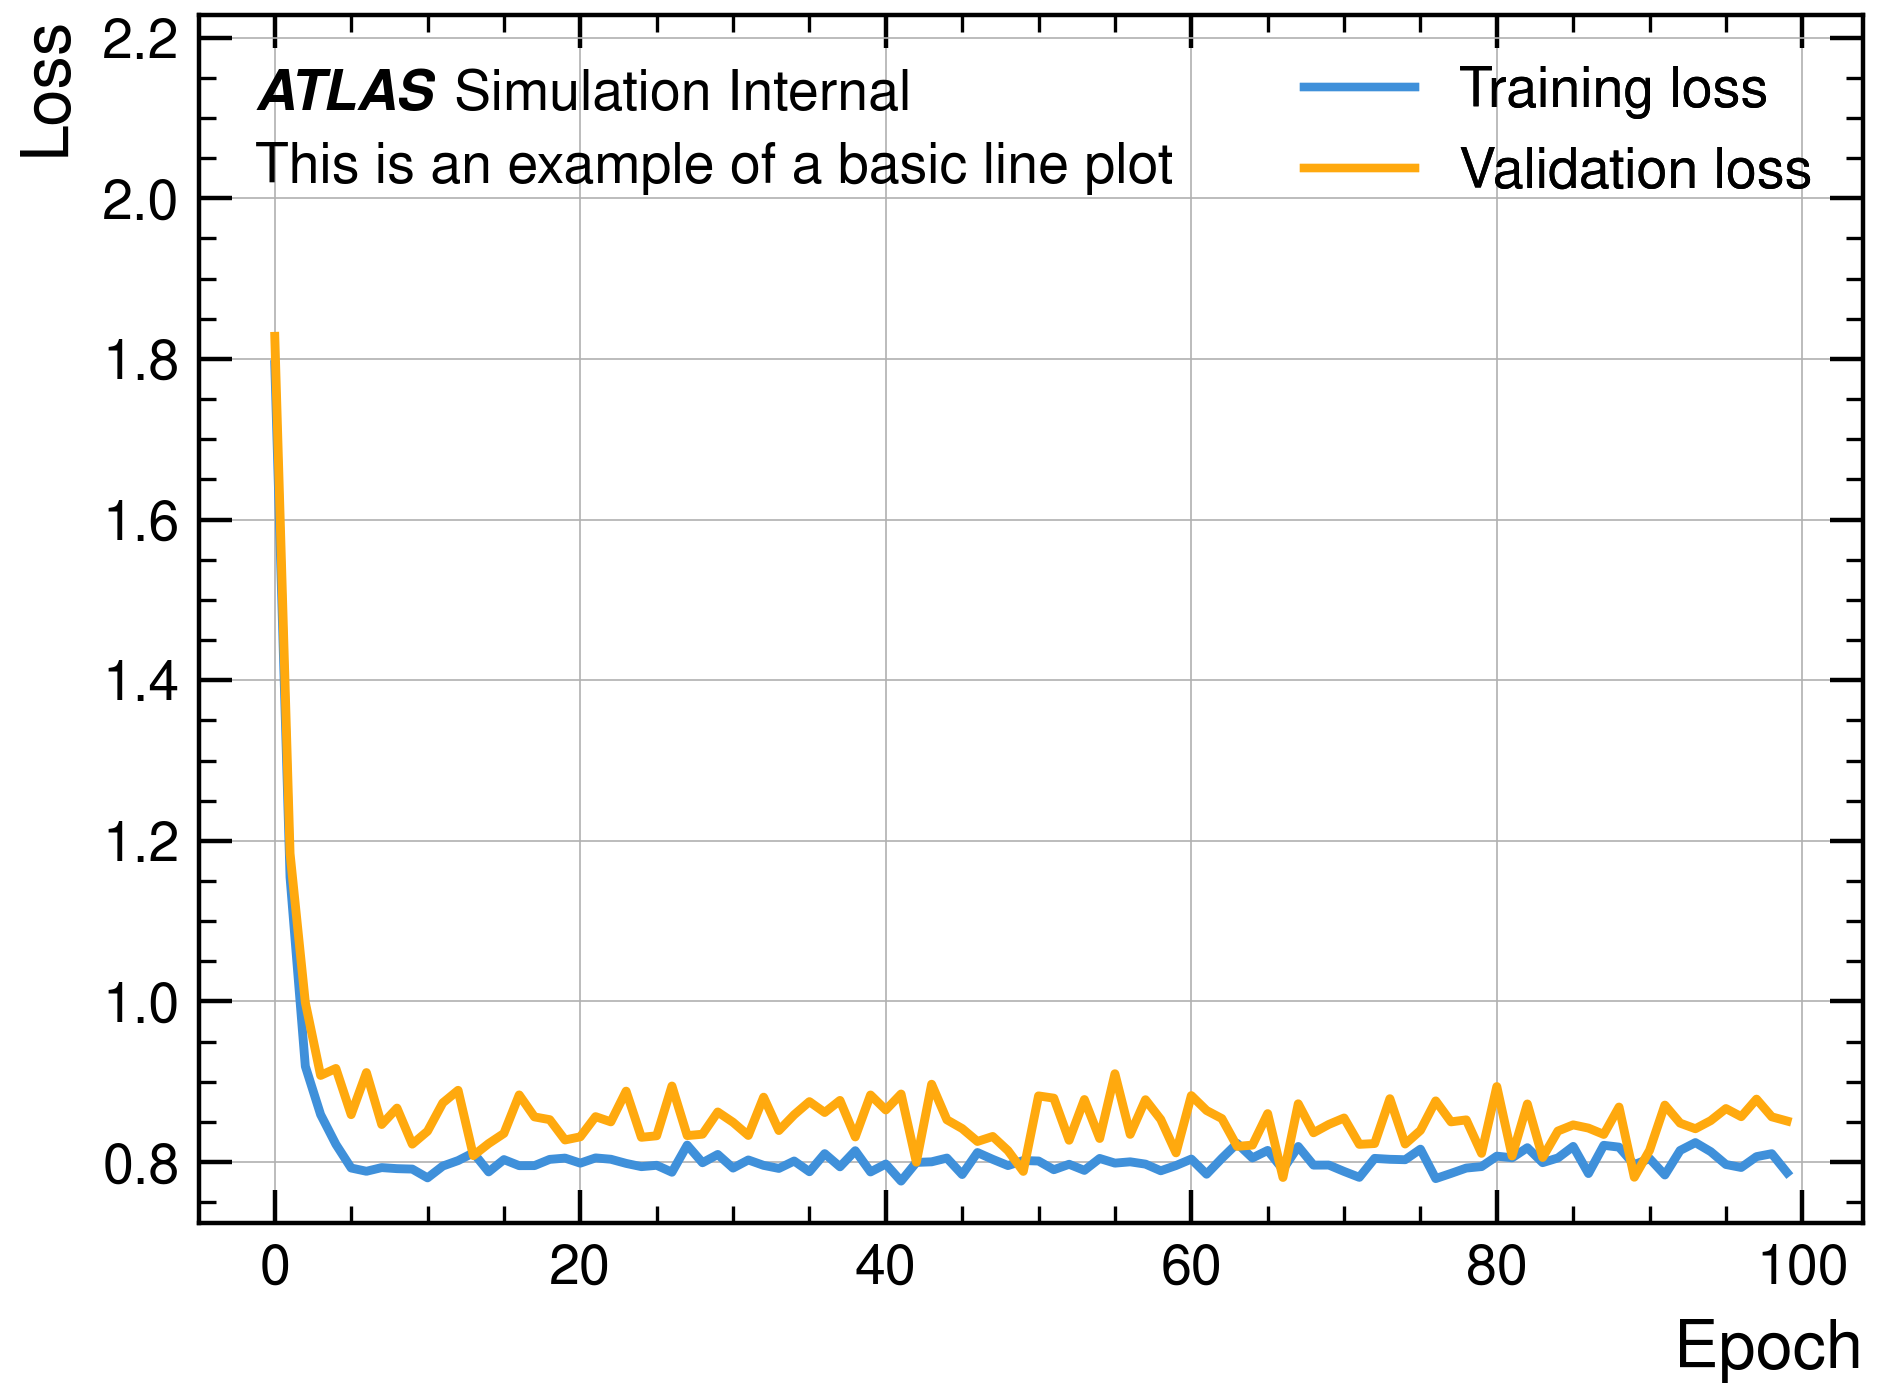 Loss
2.2
2.0
1.8
1.6
1.4
1.2
1.0
0.8
ATLAS Simulation Internal
This is an example of a basic line plot
Training loss
Validation loss
0 20 40 60 80 100
Epoch